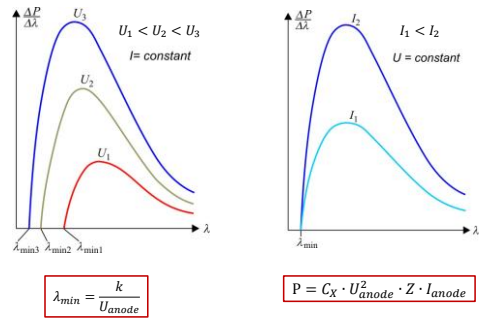 ΔP/Δλ
U₃
U₁ < U₂ < U₃
I= constant
U₂
U₁
λ
λmin3 λmin2 λmin1
λmin = k/Uanode
ΔP/Δλ
I₂
I₁ < I₂
U = constant
I₁
λ
λmin
P = C_X · U²anode · Z · Ianode